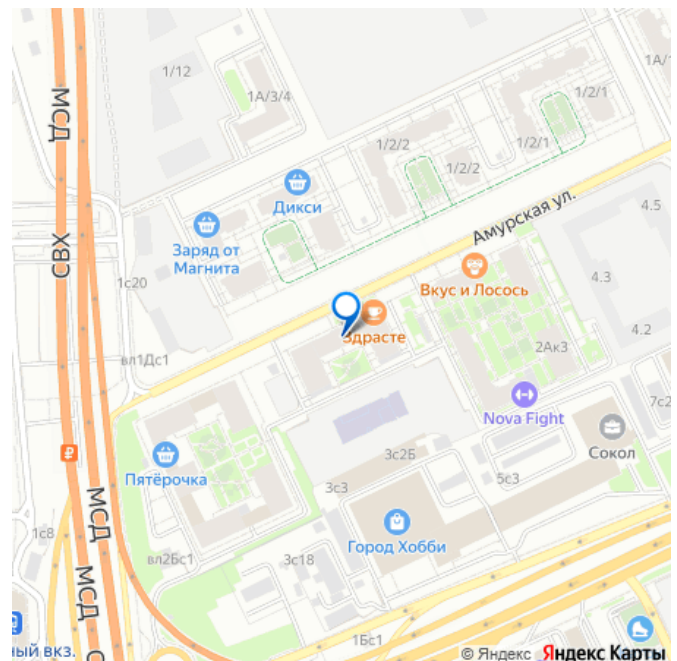 МСД
1/12
1А/3/4
1/2/1
1/2/1
1/2/2
1/2/2
Дикси
Амурская ул.
4.5
Заряд от
Магнита
СВХ
1с20
Вкус и Лосось
4.3
Здрасте
4.2
2Ак3
вл1Дс1
Nova Fight
7с2
Сокол
3с2Б
5с3
Пятёрочка
3с3
МСД
Город Хобби
1с8
вл2Бс1
3с18
МСД
1Бс1
ный вкз.
С
© Яндекс Яндекс Карты